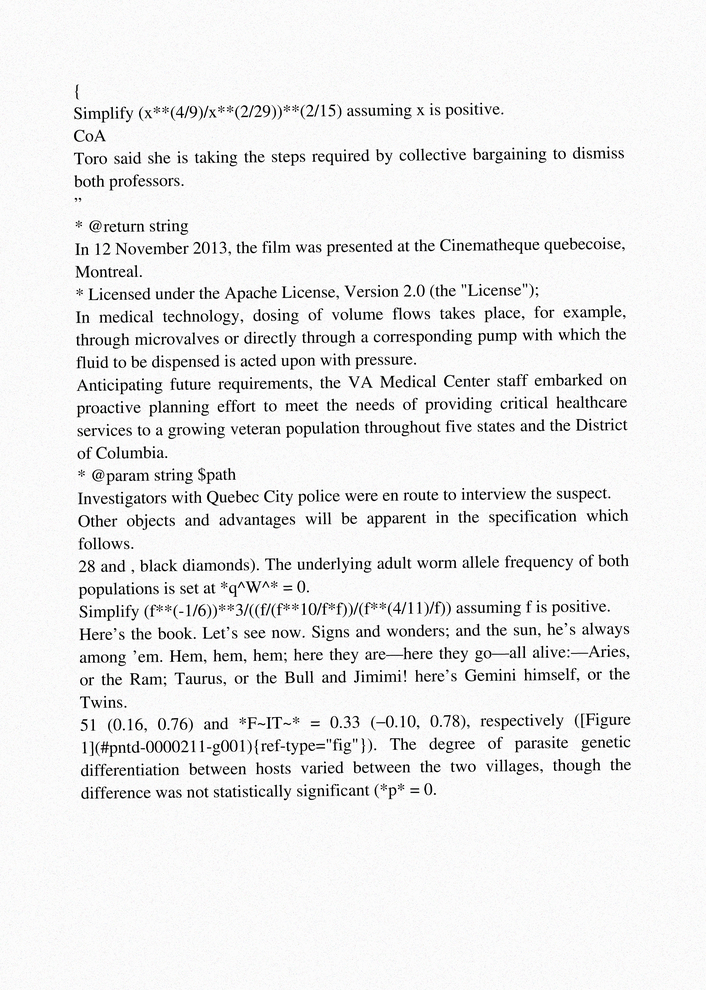 {
Simplify (x**(4/9)/x**(2/29))**(2/15) assuming x is positive.
CoA
Toro said she is taking the steps required by collective bargaining to dismiss
both professors.
”
* @return string
In 12 November 2013, the film was presented at the Cinematheque quebecoise,
Montreal.
* Licensed under the Apache License, Version 2.0 (the "License");
In medical technology, dosing of volume flows takes place, for example,
through microvalves or directly through a corresponding pump with which the
fluid to be dispensed is acted upon with pressure.
Anticipating future requirements, the VA Medical Center staff embarked on
proactive planning effort to meet the needs of providing critical healthcare
services to a growing veteran population throughout five states and the District
of Columbia.
* @param string $path
Investigators with Quebec City police were en route to interview the suspect.
Other objects and advantages will be apparent in the specification which
follows.
28 and , black diamonds). The underlying adult worm allele frequency of both
populations is set at *q^W^* = 0.
Simplify (f**(-1/6))**3/((f/(f**10/f*f))/(f**(4/11)/f)) assuming f is positive.
Here’s the book. Let’s see now. Signs and wonders; and the sun, he’s always
among ’em. Hem, hem, hem; here they are—here they go—all alive:—Aries,
or the Ram; Taurus, or the Bull and Jimimi! here’s Gemini himself, or the
Twins.
51 (0.16, 0.76) and *F~IT~* = 0.33 (−0.10, 0.78), respectively ([Figure
1](#pntd-0000211-g001){ref-type="fig"}). The degree of parasite genetic
differentiation between hosts varied between the two villages, though the
difference was not statistically significant (*p* = 0.